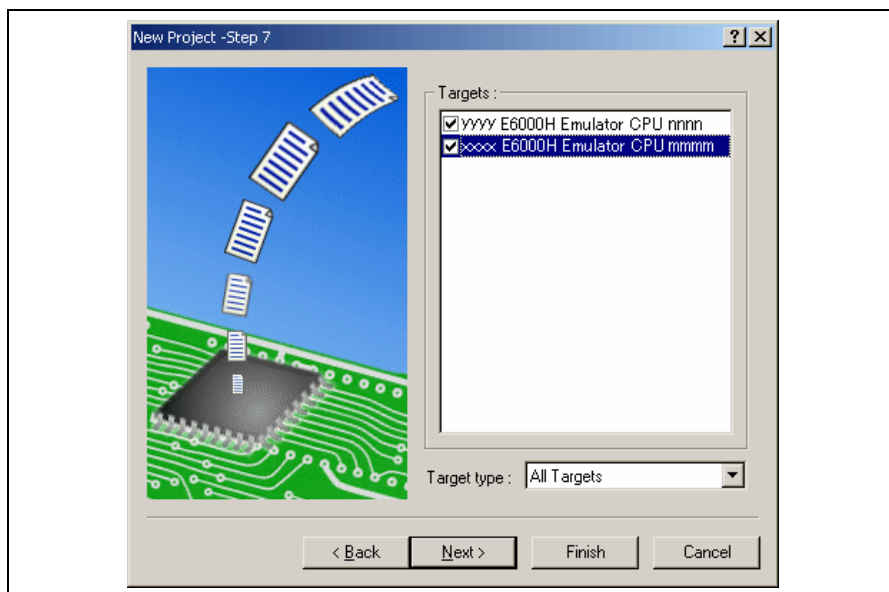 New Project -Step 7
Targets :
yyyy E6000H Emulator CPU nnnn
xxxx E6000H Emulator CPU mmmm
Target type : All Targets
< Back Next > Finish Cancel